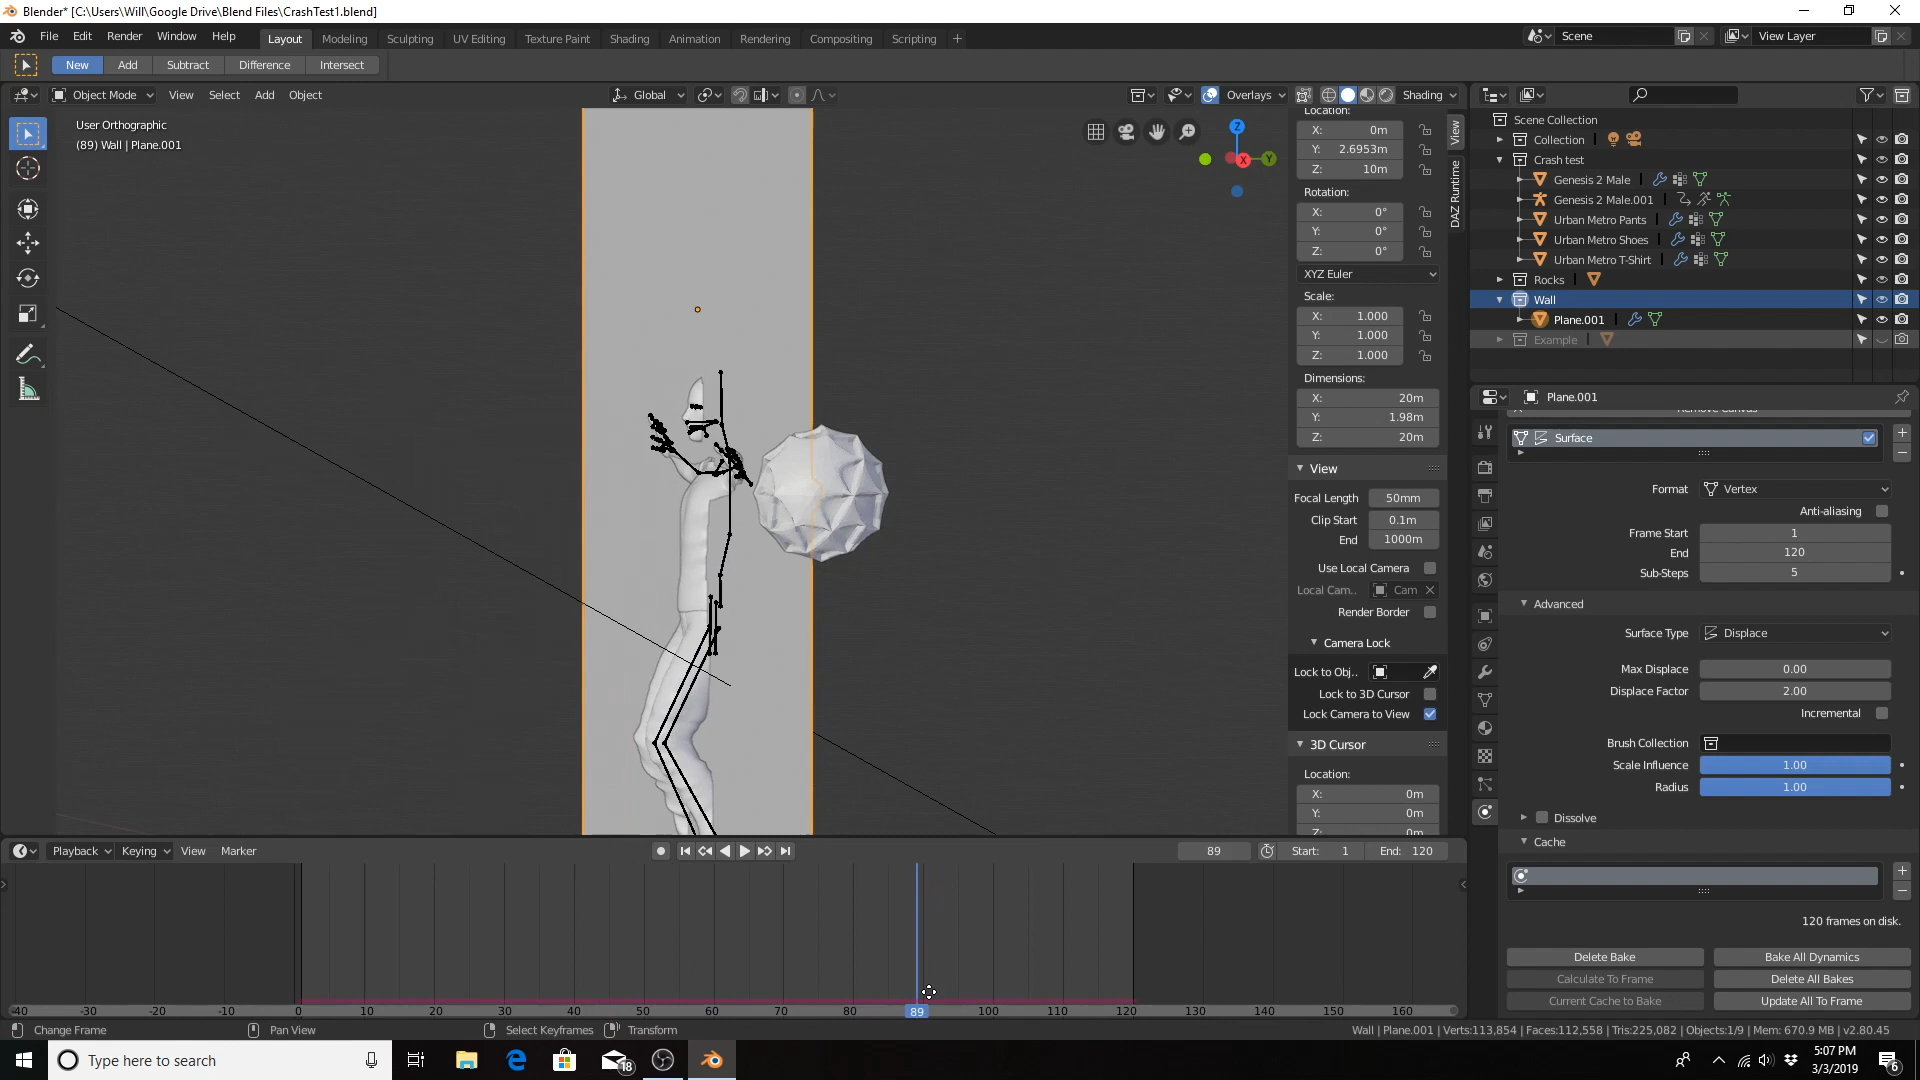 Blender* [C:\Users\Will\Google Drive\Blend Files\CrashTest1.blend]
File Edit Render Window Help Layout Modeling Sculpting UV Editing Texture Paint Shading Animation Rendering Compositing Scripting + Scene View Layer
New Add Subtract Difference Intersect
Object Mode View Select Add Object Global Overlays Shading
User Orthographic
(89) Wall | Plane.001
Z
X
Y
View
DAZ Runtime
Location:
X: 0m
Y: 2.6953m
Z: 10m
Rotation:
X: 0°
Y: 0°
Z: 0°
XYZ Euler
Scale:
X: 1.000
Y: 1.000
Z: 1.000
Dimensions:
X: 20m
Y: 1.98m
Z: 20m
View
Focal Length 50mm
Clip Start 0.1m
End 1000m
Use Local Camera
Local Cam.. Cam
Render Border
Camera Lock
Lock to Obj..
Lock to 3D Cursor
Lock Camera to View
3D Cursor
Location:
X: 0m
Y: 0m
Z: 0m
Scene Collection
Collection
Crash test
Genesis 2 Male
Genesis 2 Male.001
Urban Metro Pants
Urban Metro Shoes
Urban Metro T-Shirt
Rocks
Wall
Plane.001
Example
Plane.001
Remove Canvas
Surface
Format Vertex
Anti-aliasing
Frame Start 1
End 120
Sub-Steps 5
Advanced
Surface Type Displace
Max Displace 0.00
Displace Factor 2.00
Incremental
Brush Collection
Scale Influence 1.00
Radius 1.00
Dissolve
Cache
120 frames on disk.
Delete Bake Bake All Dynamics
Calculate To Frame Delete All Bakes
Current Cache to Bake Update All To Frame
Playback Keying View Marker 89 Start: 1 End: 120
-40 -30 -20 -10 0 10 20 30 40 50 60 70 80 89 100 110 120 130 140 150 160
Change Frame Pan View Select Keyframes Transform Wall | Plane.001 | Verts:113,854 | Faces:112,558 | Tris:225,082 | Objects:1/9 | Mem: 670.9 MB | v2.80.45
Type here to search 18 5:07 PM
3/3/2019 6